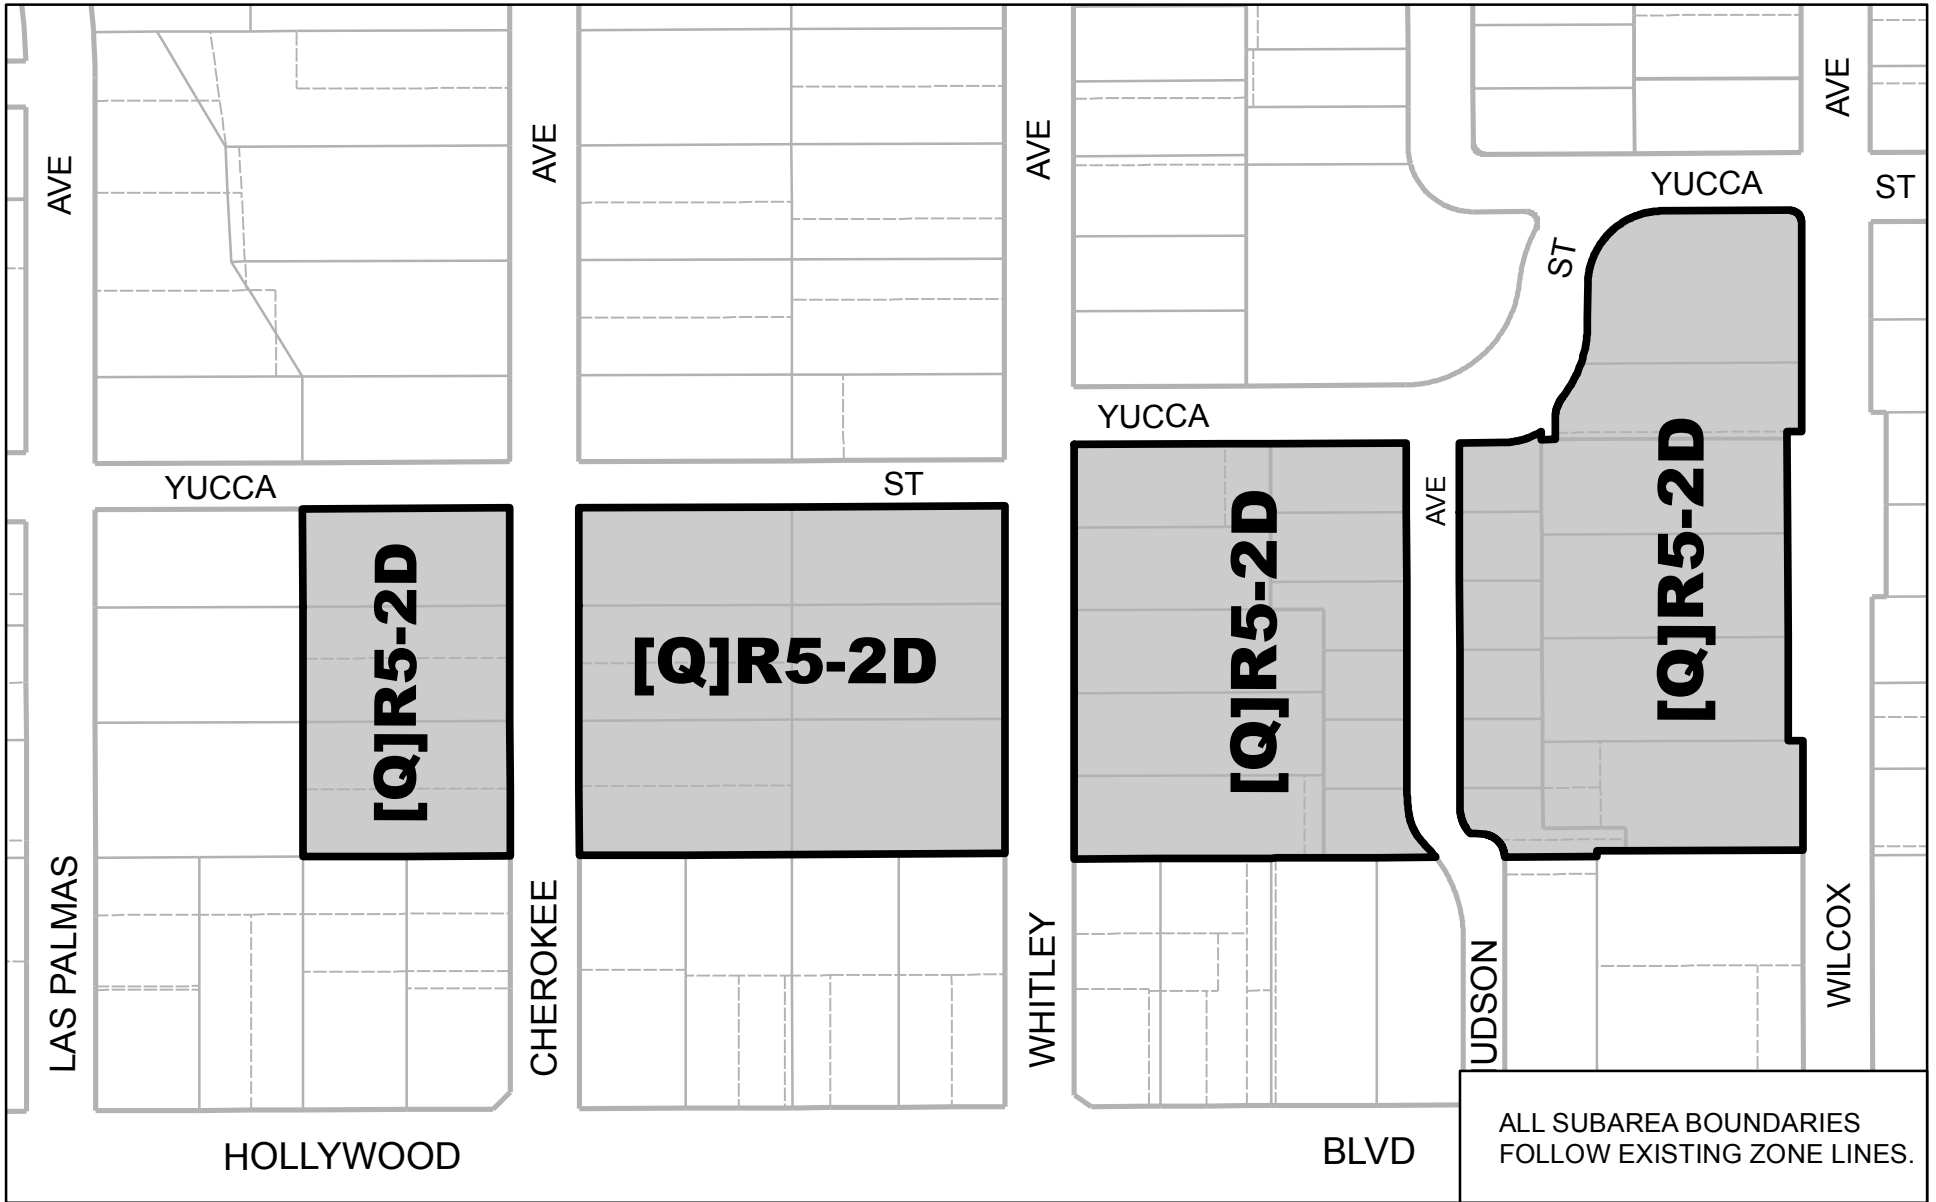 AVE
AVE
AVE
AVE
YUCCA
ST
ST
YUCCA
YUCCA
ST
AVE
[Q]R5-2D
[Q]R5-2D
[Q]R5-2D
[Q]R5-2D
LAS PALMAS
CHEROKEE
WHITLEY
UDSON
WILCOX
HOLLYWOOD
BLVD
ALL SUBAREA BOUNDARIES
FOLLOW EXISTING ZONE LINES.